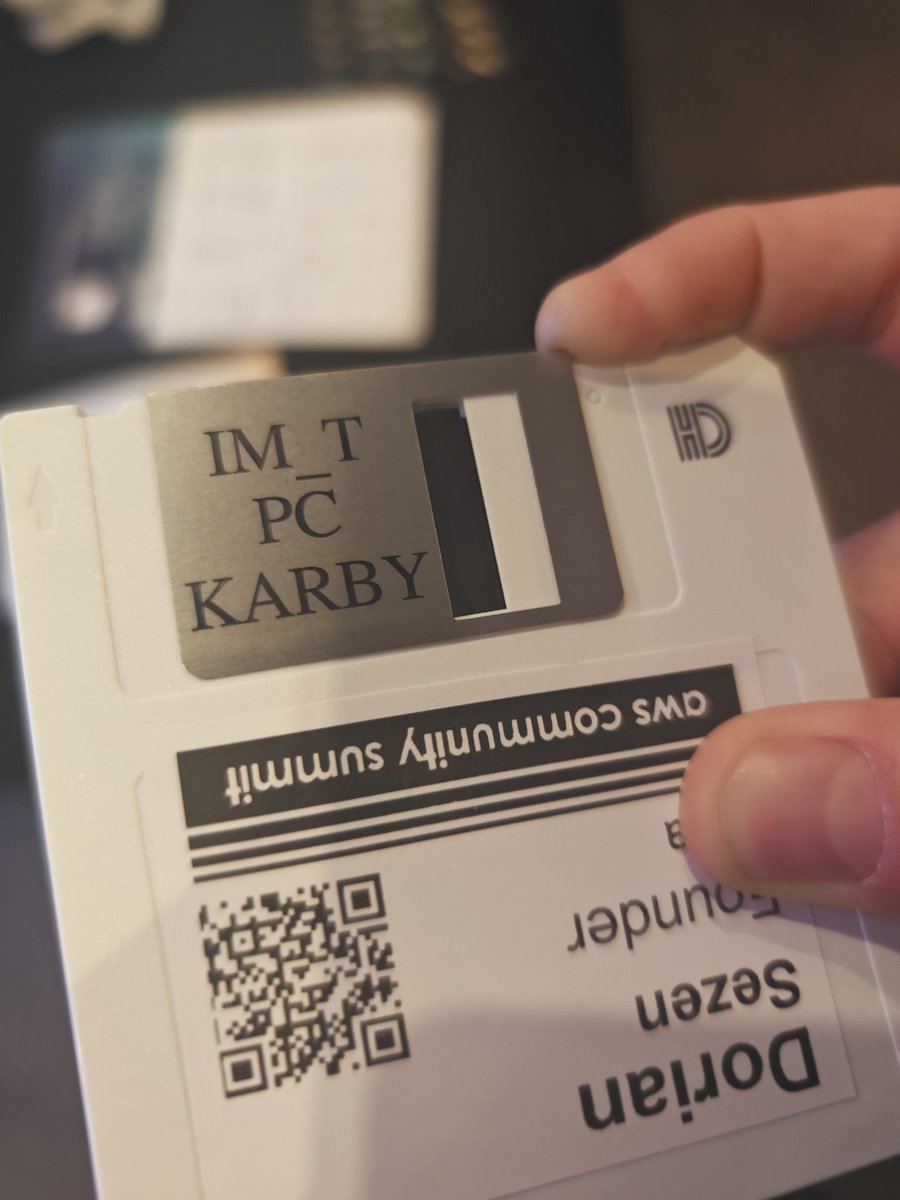 IM_T
PC
KARBY
HD
aws community summit
Dorian
Sezen
Founder